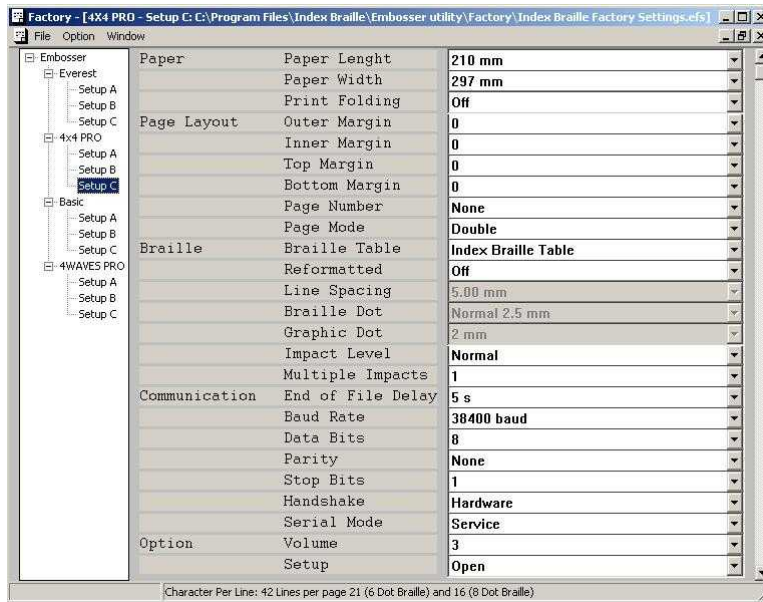 Factory - [4X4 PRO - Setup C: C:\Program Files\Index Braille\Embosser utility\Factory\Index Braille Factory Settings.efs]
File Option Window
Embosser
Everest
Setup A
Setup B
Setup C
4x4 PRO
Setup A
Setup B
Setup C
Basic
Setup A
Setup B
Setup C
4WAVES PRO
Setup A
Setup B
Setup C
Paper Paper Lenght 210 mm
Paper Width 297 mm
Print Folding Off
Page Layout Outer Margin 0
Inner Margin 0
Top Margin 0
Bottom Margin 0
Page Number None
Page Mode Double
Braille Braille Table Index Braille Table
Reformatted Off
Line Spacing 5.00 mm
Braille Dot Normal 2.5 mm
Graphic Dot 2 mm
Impact Level Normal
Multiple Impacts 1
Communication End of File Delay 5 s
Baud Rate 38400 baud
Data Bits 8
Parity None
Stop Bits 1
Handshake Hardware
Serial Mode Service
Option Volume 3
Setup Open
Character Per Line: 42 Lines per page 21 (6 Dot Braille) and 16 (8 Dot Braille)